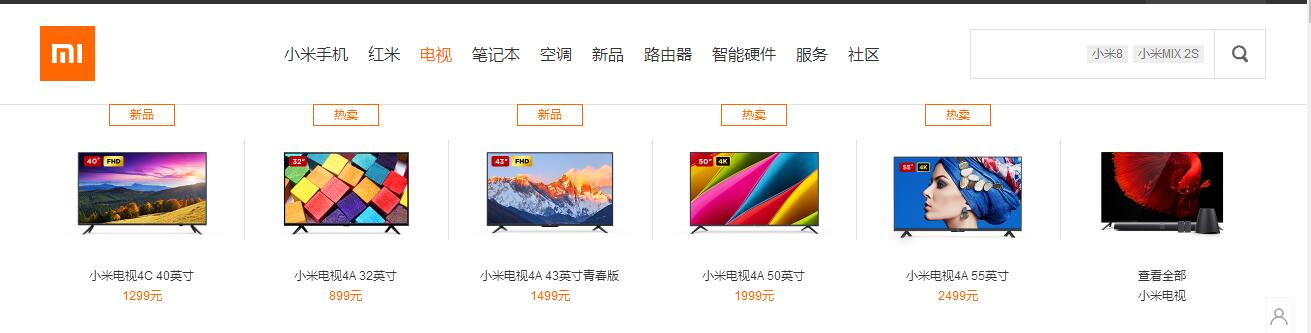 mi
小米手机 红米 电视 笔记本 空调 新品 路由器 智能硬件 服务 社区
小米8 小米MIX 2S
新品 热卖 新品 热卖 热卖
40" FHD 32" 43" FHD 50" 4K 55" 4K
小米电视4C 40英寸 小米电视4A 32英寸 小米电视4A 43英寸青春版 小米电视4A 50英寸 小米电视4A 55英寸 查看全部
1299元 899元 1499元 1999元 2499元 小米电视